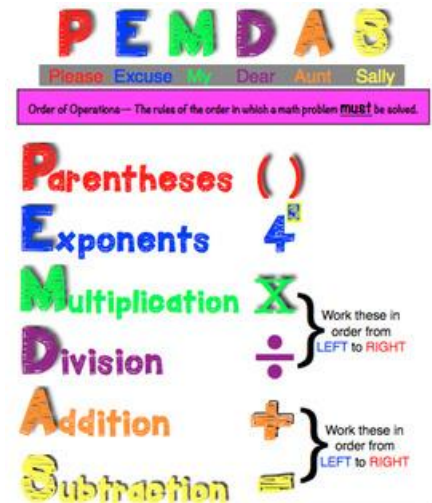 PEMDAS
Please Excuse My Dear Aunt Sally
Order of Operations— The rules of the order in which a math problem must be solved.
Parentheses ( )
Exponents 4²
Multiplication X
Work these in
order from
LEFT to RIGHT
Division ÷
Addition +
Work these in
order from
LEFT to RIGHT
Subtraction –